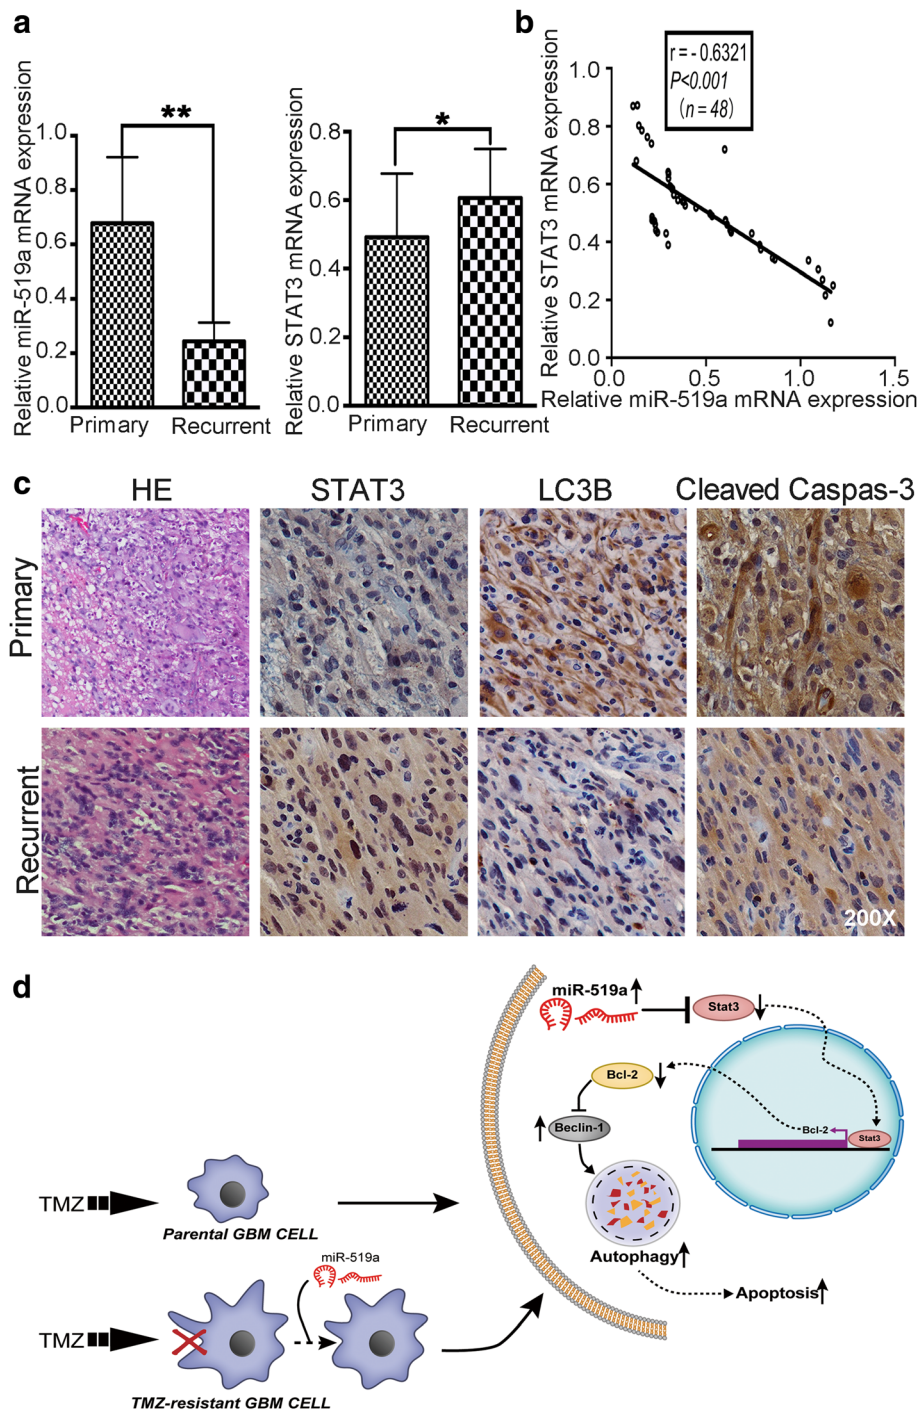 a
Relative miR-519a mRNA expression
1.0
0.8
0.6
0.4
0.2
0.0
**
Primary
Recurrent
Relative STAT3 mRNA expression
0.8
0.6
0.4
0.2
0.0
*
Primary
Recurrent
b
Relative STAT3 mRNA expression
1.0
0.8
0.6
0.4
0.2
0.0
r = - 0.6321
P<0.001
(n = 48)
0.0
0.5
1.0
1.5
Relative miR-519a mRNA expression
c
HE
STAT3
LC3B
Cleaved Caspas-3
Primary
Recurrent
200X
d
miR-519a
Stat3
Bcl-2
Beclin-1
Bcl-2
Stat3
Autophagy
Apoptosis
TMZ
Parental GBM CELL
miR-519a
TMZ
TMZ-resistant GBM CELL